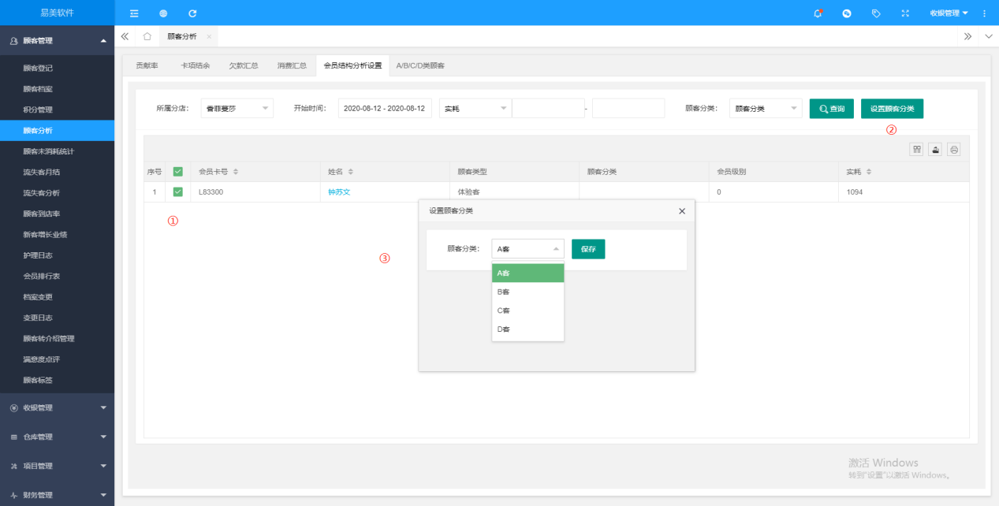 易美软件
收银管理
顾客管理
顾客登记
顾客档案
积分管理
顾客分析
顾客未消耗统计
流失客月结
流失客分析
顾客到店率
新客增长业绩
护理日志
会员排行表
档案变更
变更日志
顾客转介绍管理
满意度点评
顾客标签
收银管理
仓库管理
项目管理
财务管理
顾客分析
贡献率 卡项结余 欠款汇总 消费汇总 会员结构分析设置 A/B/C/D类顾客
所属分店: 香菲蔓莎 开始时间: 2020-08-12 - 2020-08-12 实耗 - 顾客分类: 顾客分类 查询 设置顾客分类
②
序号 会员卡号 姓名 顾客类型 顾客分类 会员级别 实耗
1 L83300 钟苏文 体验客 0 1094
①
设置顾客分类
③
顾客分类: A客 保存
A客
B客
C客
D客
激活 Windows
转到"设置"以激活 Windows。